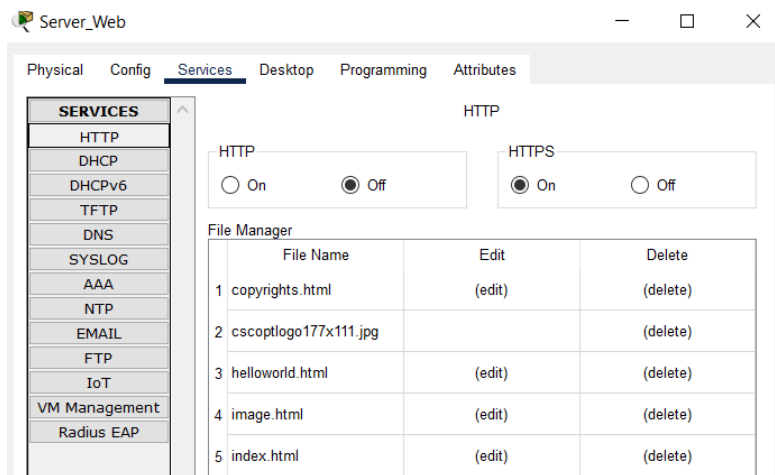 Server_Web
Physical Config Services Desktop Programming Attributes
SERVICES
HTTP
DHCP
DHCPv6
TFTP
DNS
SYSLOG
AAA
NTP
EMAIL
FTP
IoT
VM Management
Radius EAP
HTTP
HTTP
On Off
HTTPS
On Off
File Manager
File Name Edit Delete
1 copyrights.html (edit) (delete)
2 cscoptlogo177x111.jpg (delete)
3 helloworld.html (edit) (delete)
4 image.html (edit) (delete)
5 index.html (edit) (delete)